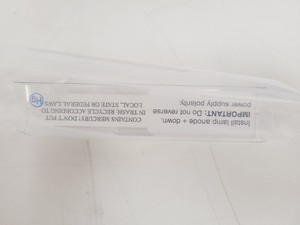 Install lamp anode + down.
IMPORTANT: Do not reverse
power supply polarity.
CONTAINS MERCURY! DON'T PUT
IN TRASH, RECYCLE ACCORDING TO
LOCAL, STATE OR FEDERAL LAWS
Hg